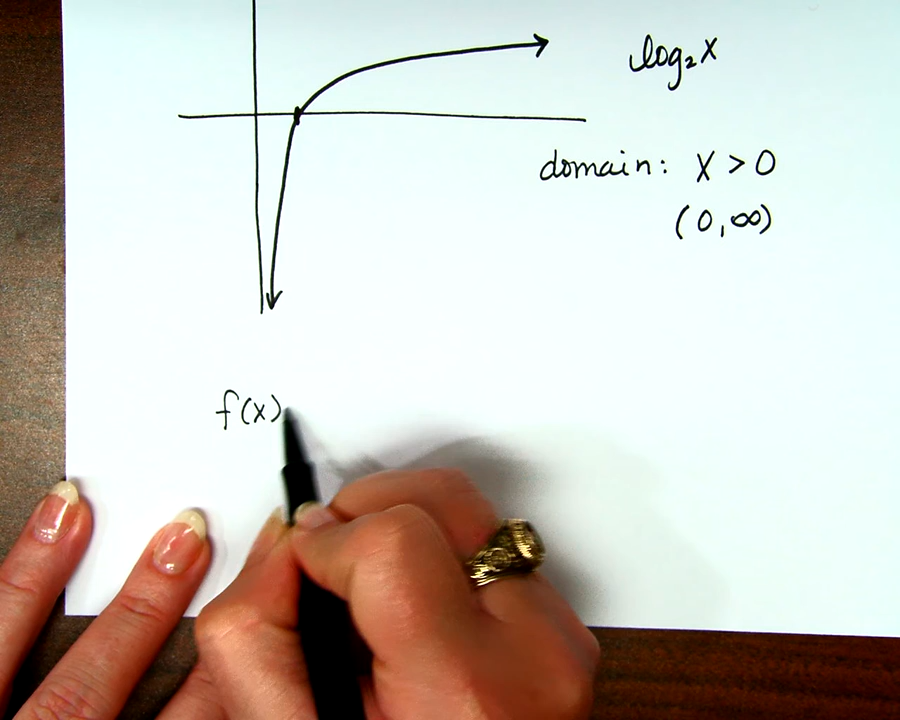 log₂x
domain: x > 0
(0, ∞)
f(x)